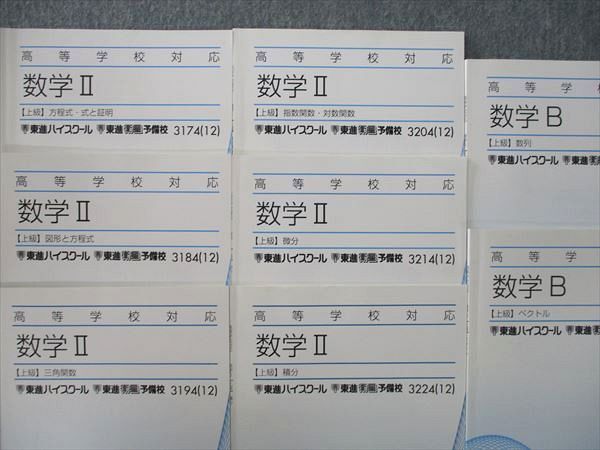 高等学校対応
数学Ⅱ
【上級】方程式・式と証明
東進ハイスクール 東進衛星予備校 3174(12)
高等学校対応
数学Ⅱ
【上級】図形と方程式
東進ハイスクール 東進衛星予備校 3184(12)
高等学校対応
数学Ⅱ
【上級】三角関数
東進ハイスクール 東進衛星予備校 3194(12)
高等学校対応
数学Ⅱ
【上級】指数関数・対数関数
東進ハイスクール 東進衛星予備校 3204(12)
高等学校対応
数学Ⅱ
【上級】微分
東進ハイスクール 東進衛星予備校 3214(12)
高等学校対応
数学Ⅱ
【上級】積分
東進ハイスクール 東進衛星予備校 3224(12)
高等学
数学B
【上級】数列
東進ハイスクール 東進衛
高等学
数学B
【上級】ベクトル
東進ハイスクール 東進